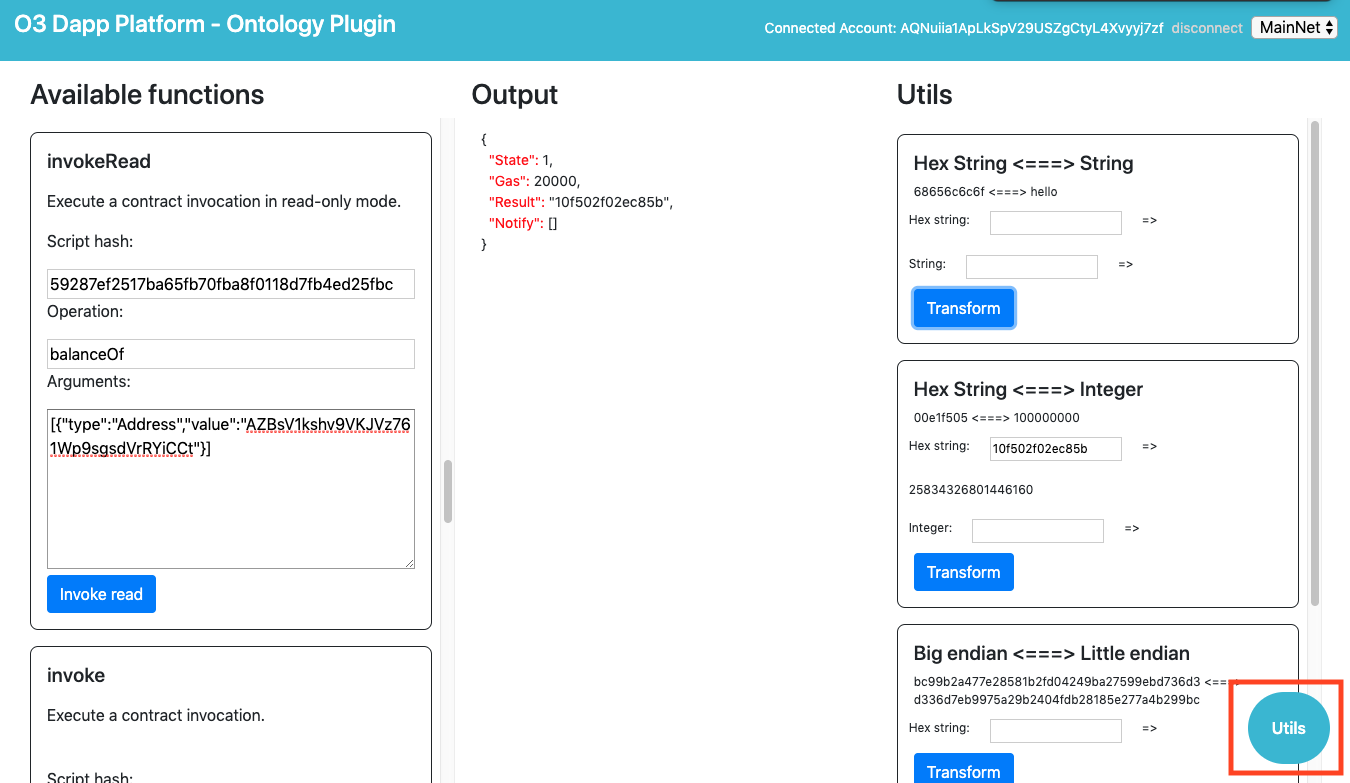 O3 Dapp Platform - Ontology Plugin
Connected Account: AQNuiia1ApLkSpV29USZgCtyL4Xvyyj7zf disconnect MainNet
Available functions
invokeRead
Execute a contract invocation in read-only mode.
Script hash:
59287ef2517ba65fb70fba8f0118d7fb4ed25fbc
Operation:
balanceOf
Arguments:
[{"type":"Address","value":"AZBsV1kshv9VKJVz76
1Wp9sgsdVrRYiCCt"}]
Invoke read
invoke
Execute a contract invocation.
Script hash:
Output
{
"State": 1,
"Gas": 20000,
"Result": "10f502f02ec85b",
"Notify": []
}
Utils
Hex String <===> String
68656c6c6f <===> hello
Hex string: =>
String: =>
Transform
Hex String <===> Integer
00e1f505 <===> 100000000
Hex string: 10f502f02ec85b =>
25834326801446160
Integer: =>
Transform
Big endian <===> Little endian
bc99b2a477e28581b2fd04249ba27599ebd736d3 <===>
d336d7eb9975a29b2404fdb28185e277a4b299bc
Hex string: =>
Transform
Utils